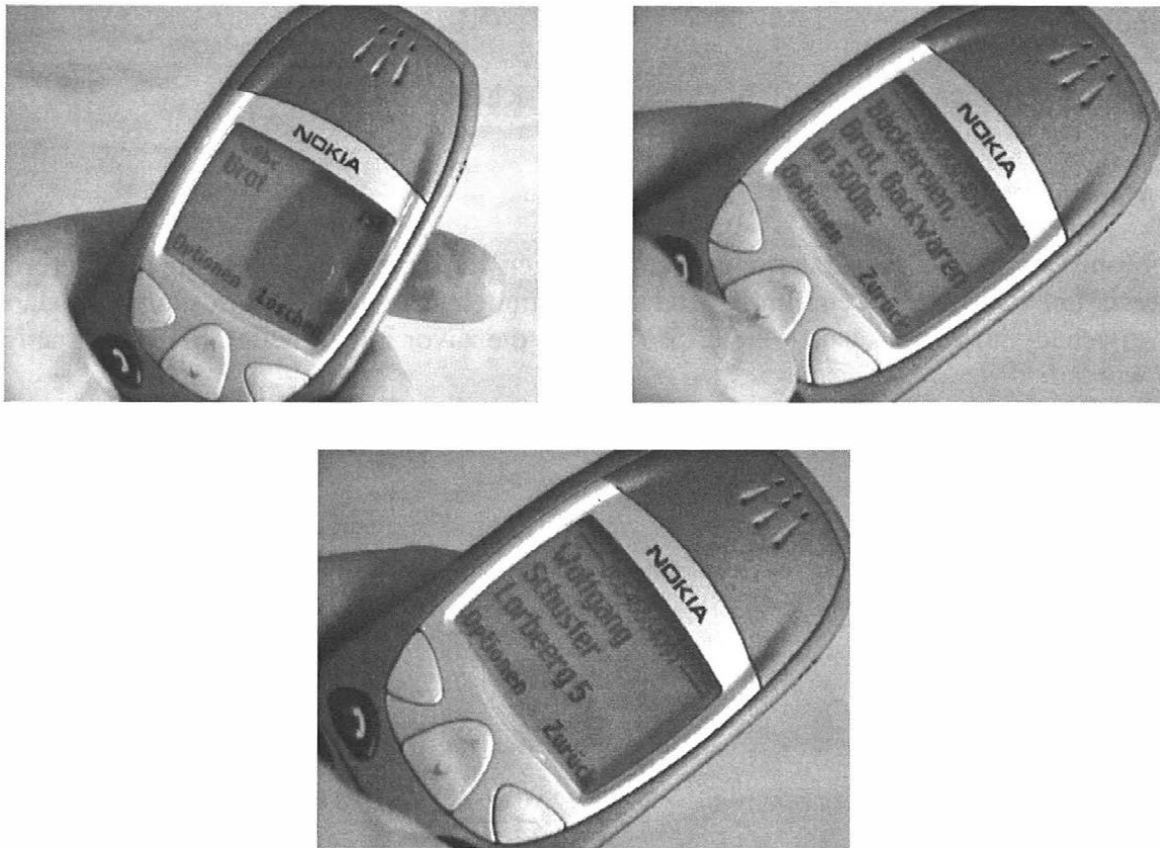 NOKIA
abc
brot
Optionen
Löschen
NOKIA
Bäckereien,
Brot, Backwaren
in 500m:
Optionen
Zurück
NOKIA
Wolfgang
Schuster
Lorbeerg 5
Optionen
Zurück